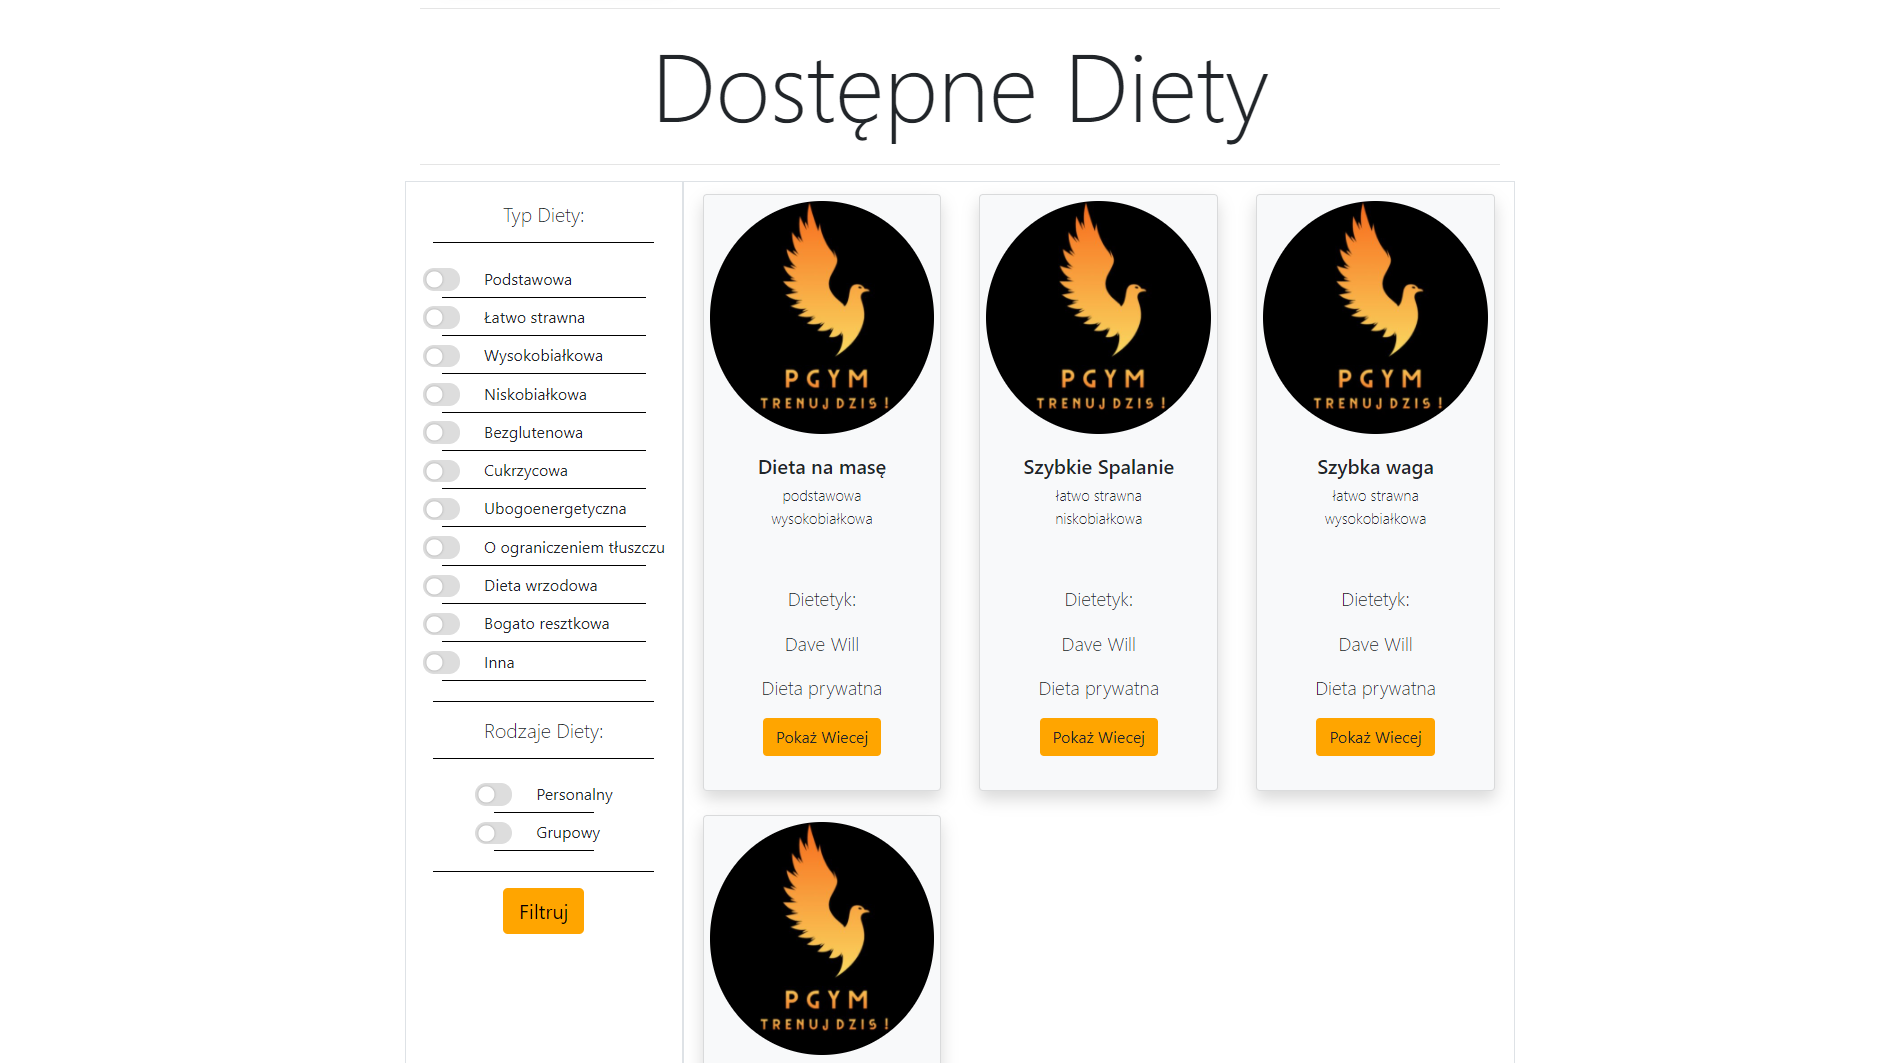 Dostępne Diety
Typ Diety:
Podstawowa
Łatwo strawna
Wysokobiałkowa
Niskobiałkowa
Bezglutenowa
Cukrzycowa
Ubogoenergetyczna
O ograniczeniem tłuszczu
Dieta wrzodowa
Bogato resztkowa
Inna
Rodzaje Diety:
Personalny
Grupowy
Filtruj
PGYM
TRENUJ DZIS!
Dieta na masę
podstawowa
wysokobiałkowa
Dietetyk:
Dave Will
Dieta prywatna
Pokaż Wiecej
PGYM
TRENUJ DZIS!
Szybkie Spalanie
łatwo strawna
niskobiałkowa
Dietetyk:
Dave Will
Dieta prywatna
Pokaż Wiecej
PGYM
TRENUJ DZIS!
Szybka waga
łatwo strawna
wysokobiałkowa
Dietetyk:
Dave Will
Dieta prywatna
Pokaż Wiecej
PGYM
TRENUJ DZIS!